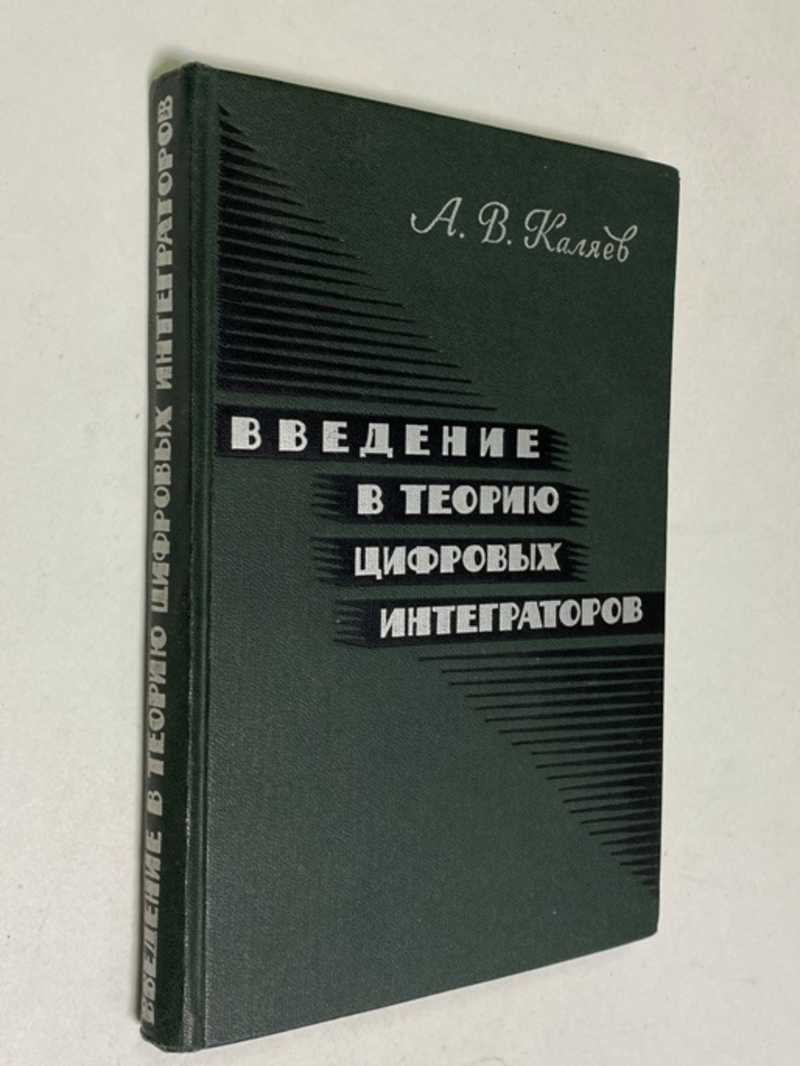 А. В. Каляев
ВВЕДЕНИЕ
В ТЕОРИЮ
ЦИФРОВЫХ
ИНТЕГРАТОРОВ
ВВЕДЕНИЕ В ТЕОРИЮ ЦИФРОВЫХ ИНТЕГРАТОРОВ